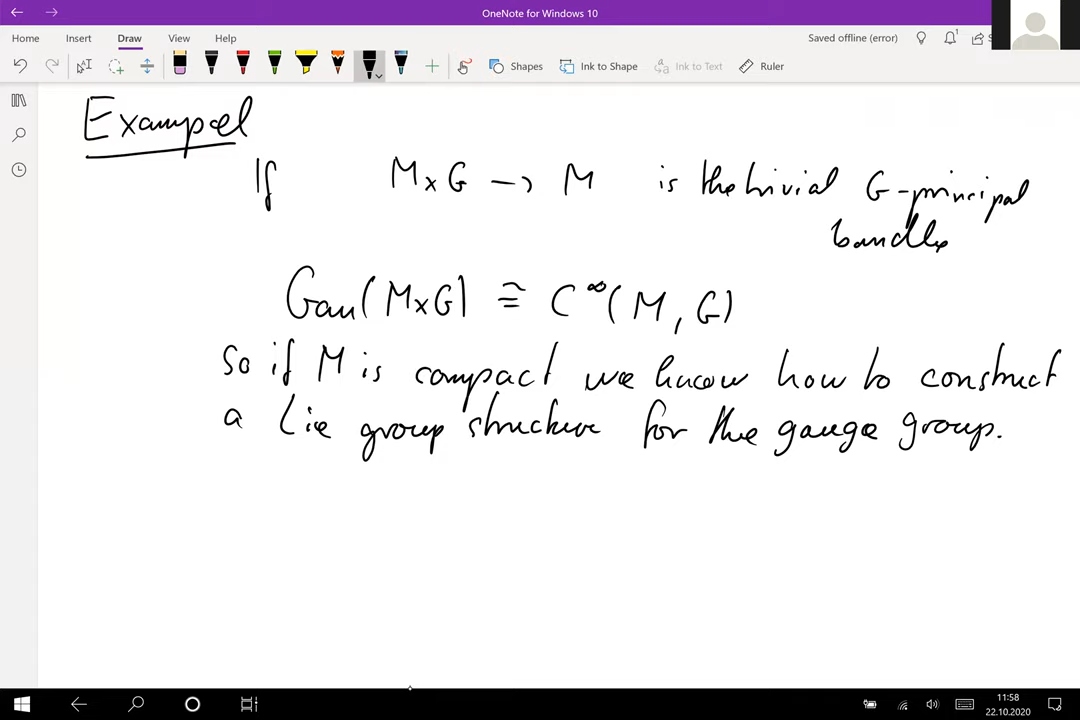 OneNote for Windows 10
Home Insert Draw View Help
Saved offline (error)
Shapes Ink to Shape Ink to Text Ruler
Exampel
If M×G → M is the trivial G-principal
bundle
Gau(M×G) ≅ C∞(M, G)
So if M is compact we know how to construct
a Lie group structure for the gauge group.
11:58
22.10.2020